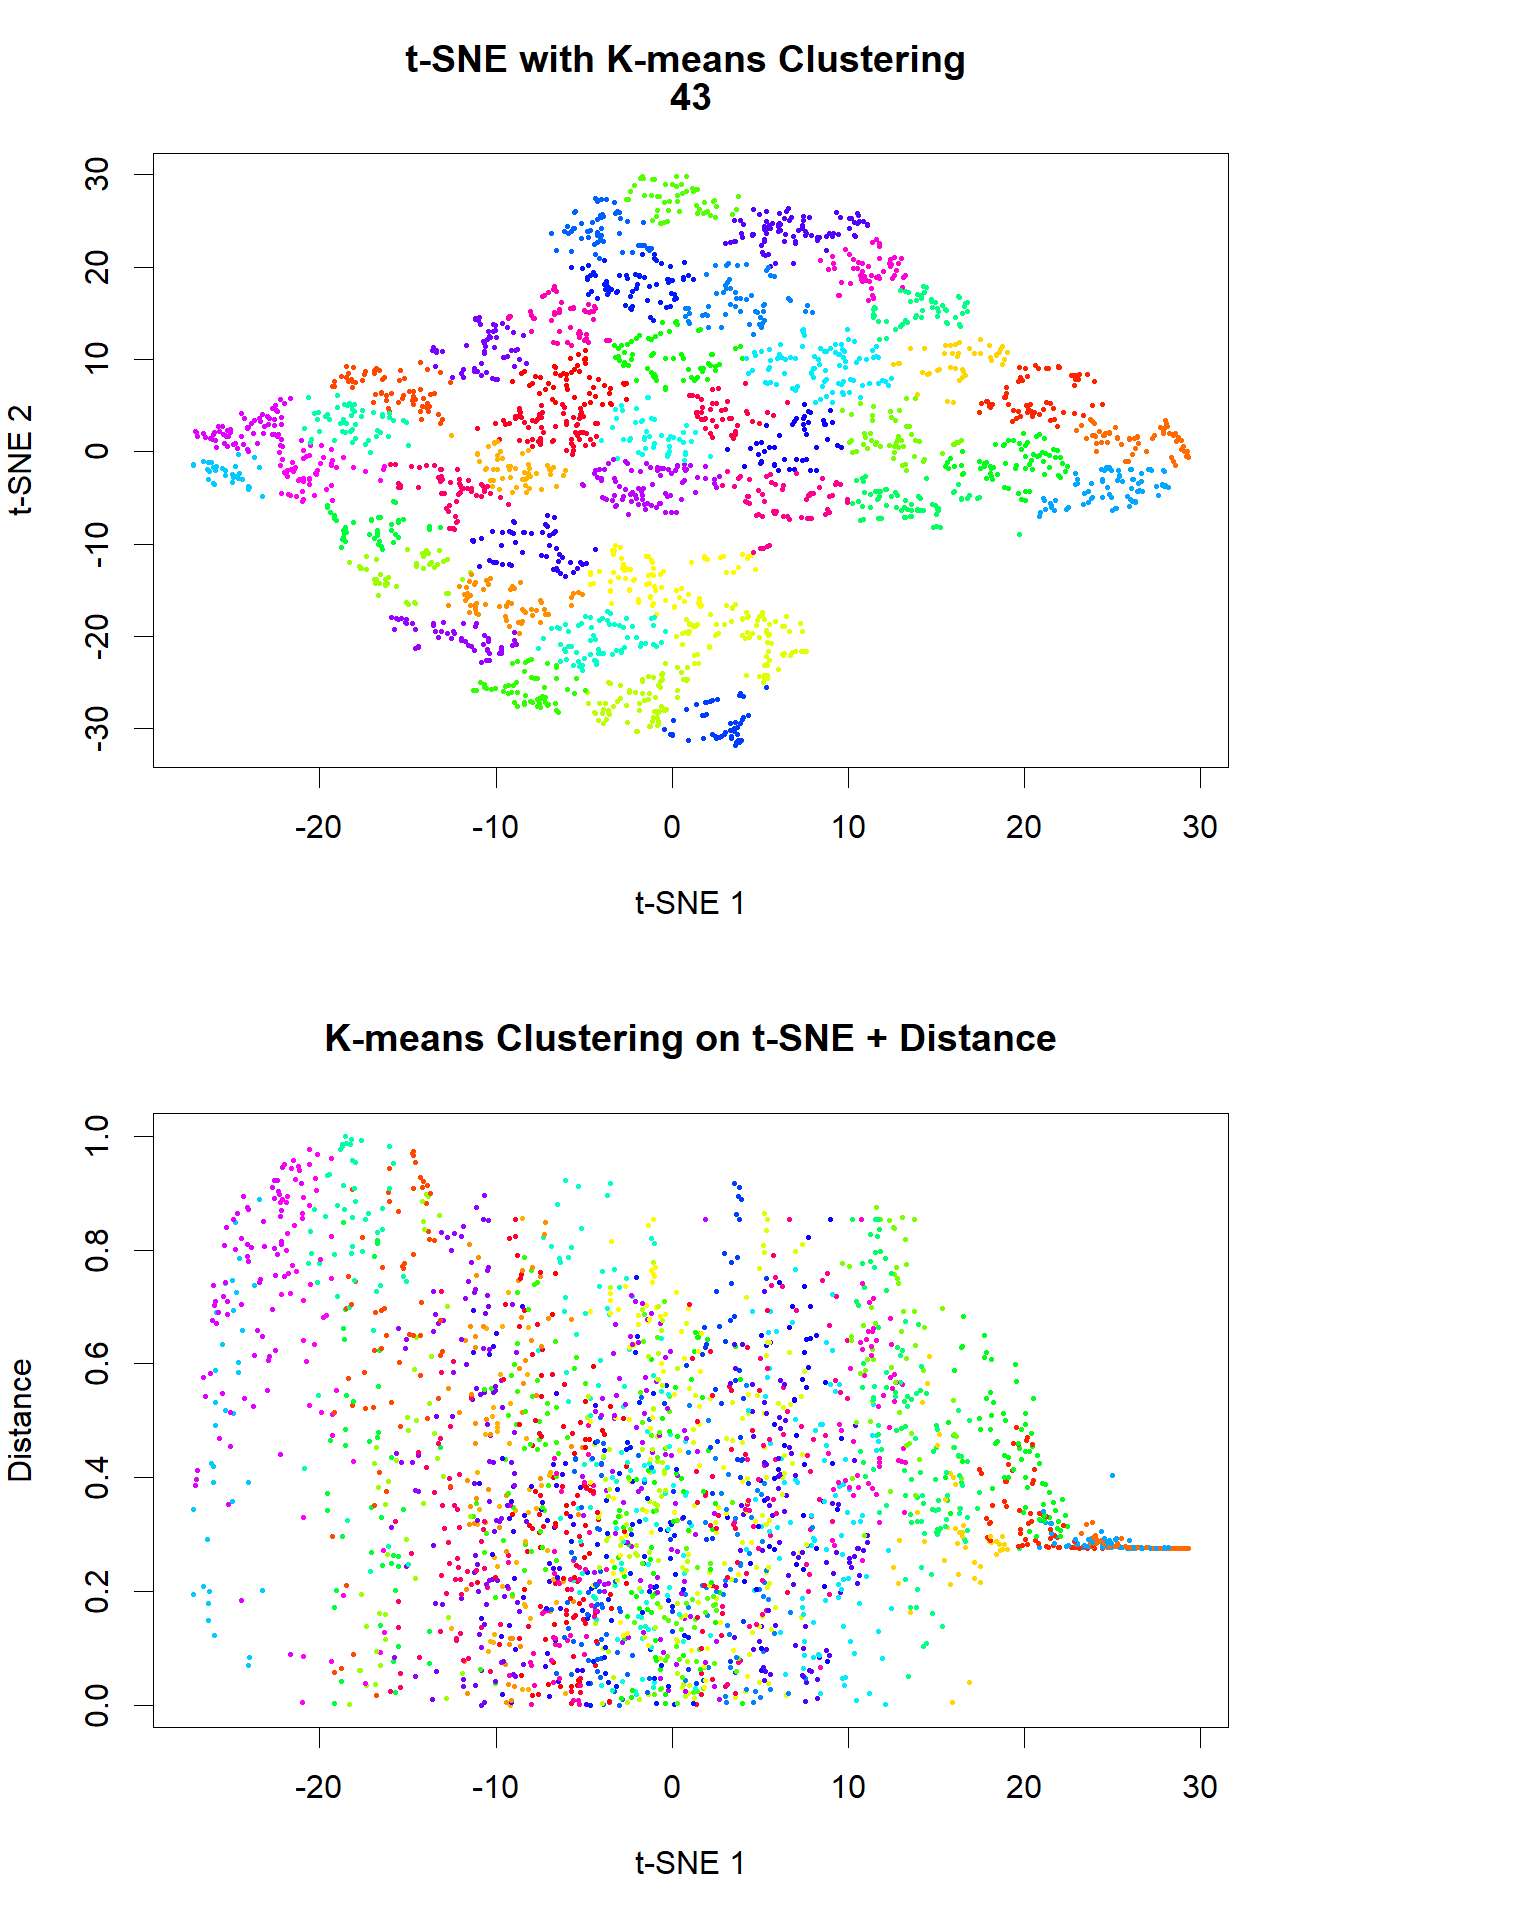 t-SNE with K-means Clustering
43
30
20
10
0
-10
-20
-30
t-SNE 2
-20 -10 0 10 20 30
t-SNE 1
K-means Clustering on t-SNE + Distance
1.0
0.8
0.6
0.4
0.2
0.0
Distance
-20 -10 0 10 20 30
t-SNE 1